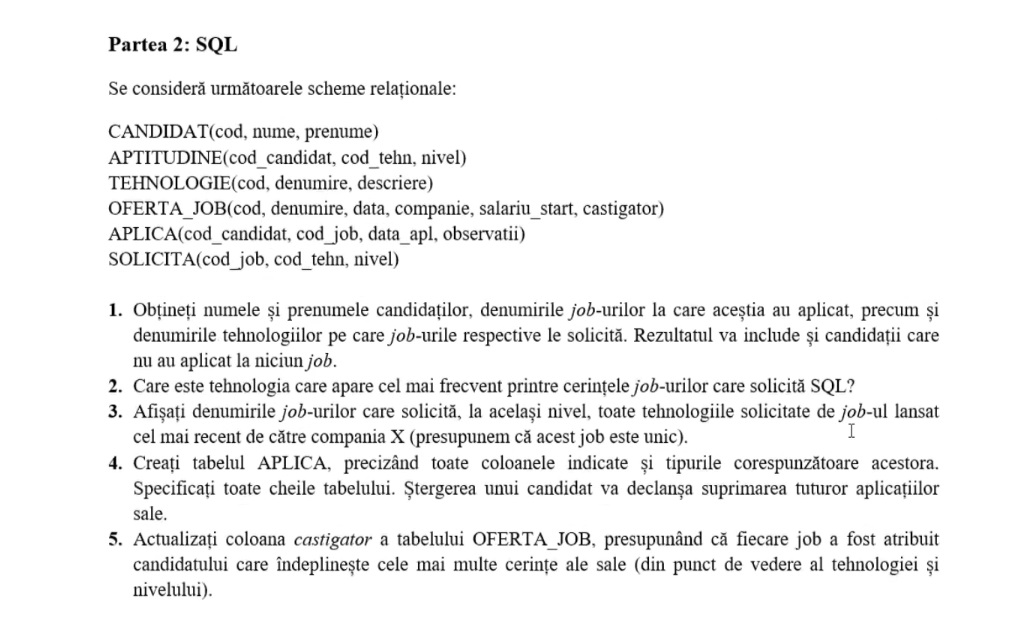 Partea 2: SQL
Se consideră următoarele scheme relaționale:
CANDIDAT(cod, nume, prenume)
APTITUDINE(cod_candidat, cod_tehn, nivel)
TEHNOLOGIE(cod, denumire, descriere)
OFERTA_JOB(cod, denumire, data, companie, salariu_start, castigator)
APLICA(cod_candidat, cod_job, data_apl, observatii)
SOLICITA(cod_job, cod_tehn, nivel)
1. Obțineți numele și prenumele candidaților, denumirile job-urilor la care aceștia au aplicat, precum și
denumirile tehnologiilor pe care job-urile respective le solicită. Rezultatul va include și candidații care
nu au aplicat la niciun job.
2. Care este tehnologia care apare cel mai frecvent printre cerințele job-urilor care solicită SQL?
3. Afișați denumirile job-urilor care solicită, la același nivel, toate tehnologiile solicitate de job-ul lansat
cel mai recent de către compania X (presupunem că acest job este unic).
4. Creați tabelul APLICA, precizând toate coloanele indicate și tipurile corespunzătoare acestora.
Specificați toate cheile tabelului. Ștergerea unui candidat va declanșa suprimarea tuturor aplicațiilor
sale.
5. Actualizați coloana castigator a tabelului OFERTA_JOB, presupunând că fiecare job a fost atribuit
candidatului care îndeplinește cele mai multe cerințe ale sale (din punct de vedere al tehnologiei și
nivelului).